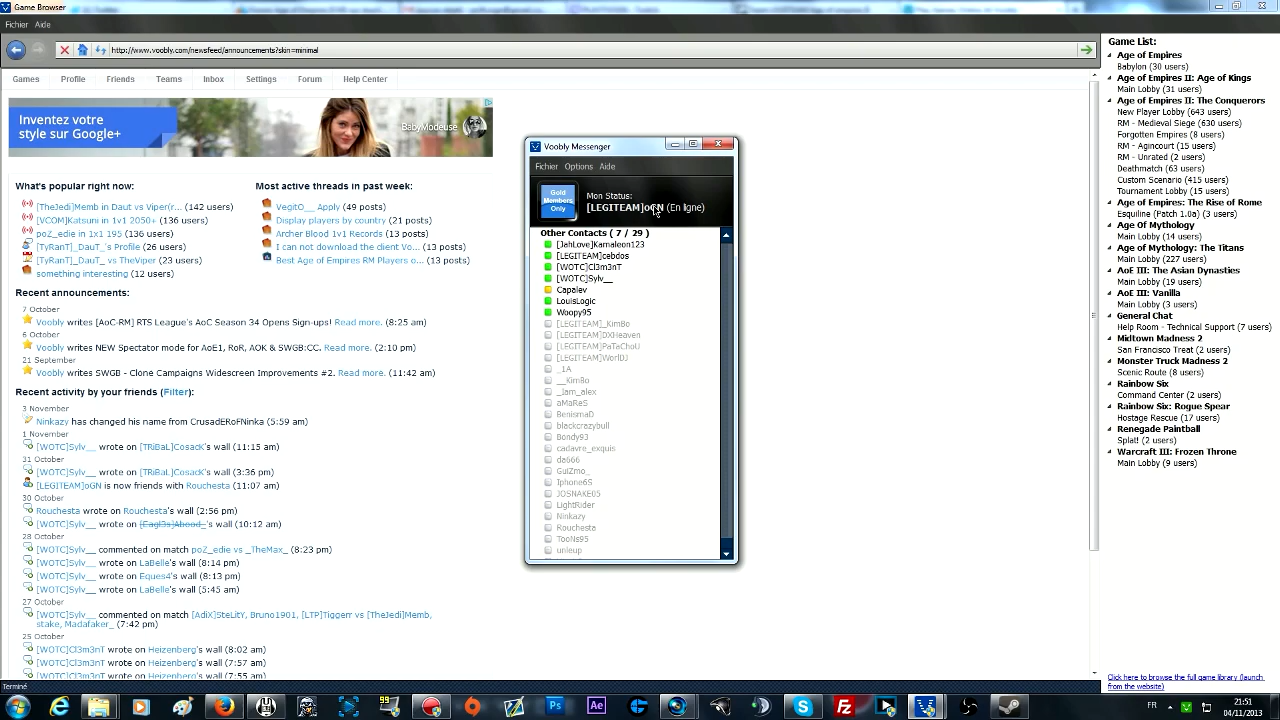 Game Browser
Fichier Aide
http://www.voobly.com/newsfeed/announcements?skin=minimal
Games Profile Friends Teams Inbox Settings Forum Help Center
Inventez votre
style sur Google+
BabyModeuse
What's popular right now:
[TheJedi]Memb in Daut vs Viper(r... (142 users)
[VCOM]Katsuni in 1v1 2050+ (136 users)
poZ_edie in 1x1 195 (136 users)
[TyRanT]_DauT_'s Profile (26 users)
[TyRanT]_DauT_ vs TheViper (23 users)
something interesting (12 users)
Most active threads in past week:
VegitO__ Apply (49 posts)
Display players by country (21 posts)
Archer Blood 1v1 Records (13 posts)
I can not download the client Vo... (13 posts)
Best Age of Empires RM Players o... (13 posts)
Recent announcements:
7 October
Voobly writes [AoC-RM] RTS League's AoC Season 34 Opens Sign-ups! Read more. (8:25 am)
6 October
Voobly writes NEW Spectator mode for AoE1, RoR, AOK & SWGB:CC. Read more. (2:10 pm)
21 September
Voobly writes SWGB - Clone Campaigns Widescreen Improvements #2. Read more. (11:42 am)
Recent activity by your friends (Filter)
3 November
Ninkazy has changed his name from CrusadERoFNinka (5:59 am)
1 November
[WOTC]Sylv__ wrote on [TRiBaL]CosacK's wall (11:15 am)
31 October
[WOTC]Sylv__ wrote on [TRiBaL]CosacK's wall (3:36 pm)
[LEGITEAM]oGN is now friends with Rouchesta (11:07 am)
30 October
Rouchesta wrote on Rouchesta's wall (2:56 pm)
[WOTC]Sylv__ wrote on [Eagl3s]Abood_'s wall (10:12 am)
28 October
[WOTC]Sylv__ commented on match poZ_edie vs _TheMax_ (8:23 pm)
[WOTC]Sylv__ wrote on LaBelle's wall (8:14 pm)
[WOTC]Sylv__ wrote on Eques4's wall (8:13 pm)
[WOTC]Sylv__ wrote on LaBelle's wall (5:45 am)
27 October
[WOTC]Sylv__ commented on match [AdiX]SteLitY, Bruno1901, [LTP]Tiggerr vs [TheJedi]Memb,
stake, Madafaker_ (7:42 pm)
25 October
[WOTC]Cl3m3nT wrote on Heizenberg's wall (8:02 am)
[WOTC]Cl3m3nT wrote on Heizenberg's wall (7:57 am)
[WOTC]Cl3m3nT wrote on Heizenberg's wall (7:55 am)
Terminé
Voobly Messenger
Fichier Options Aide
Gold
Members
Only
Mon Status:
[LEGITEAM]oGN (En ligne)
Other Contacts ( 7 / 29 )
[JahLove]Kamaleon123
[LEGITEAM]cebdos
[WOTC]Cl3m3nT
[WOTC]Sylv__
Capalev
LouisLogic
Woopy95
[LEGITEAM]_KimBo
[LEGITEAM]DXHeaven
[LEGITEAM]PaTaChoU
[LEGITEAM]WorlDJ
_1A
__KimBo
_Iam_alex
aMaReS
BenismaD
blackcrazybull
Bondy93
cadavre_exquis
da666
GuiZmo_
Iphone6S
JOSNAKE05
LightRider
Ninkazy
Rouchesta
TooNs95
unleup
Game List:
Age of Empires
Babylon (30 users)
Age of Empires II: Age of Kings
Main Lobby (31 users)
Age of Empires II: The Conquerors
New Player Lobby (643 users)
RM - Medieval Siege (630 users)
Forgotten Empires (8 users)
RM - Agincourt (15 users)
RM - Unrated (2 users)
Deathmatch (63 users)
Custom Scenario (415 users)
Tournament Lobby (15 users)
Age of Empires: The Rise of Rome
Esquiline (Patch 1.0a) (3 users)
Age Of Mythology
Main Lobby (14 users)
Age of Mythology: The Titans
Main Lobby (227 users)
AoE III: The Asian Dynasties
Main Lobby (19 users)
AoE III: Vanilla
Main Lobby (3 users)
General Chat
Help Room - Technical Support (7 users)
Midtown Madness 2
San Francisco Treat (2 users)
Monster Truck Madness 2
Scenic Route (8 users)
Rainbow Six
Command Center (2 users)
Rainbow Six: Rogue Spear
Hostage Rescue (17 users)
Renegade Paintball
Splat! (2 users)
Warcraft III: Frozen Throne
Main Lobby (9 users)
Click here to browse the full game library (launch
from the website)
Ps Ae Fz
FR
21:51
04/11/2013